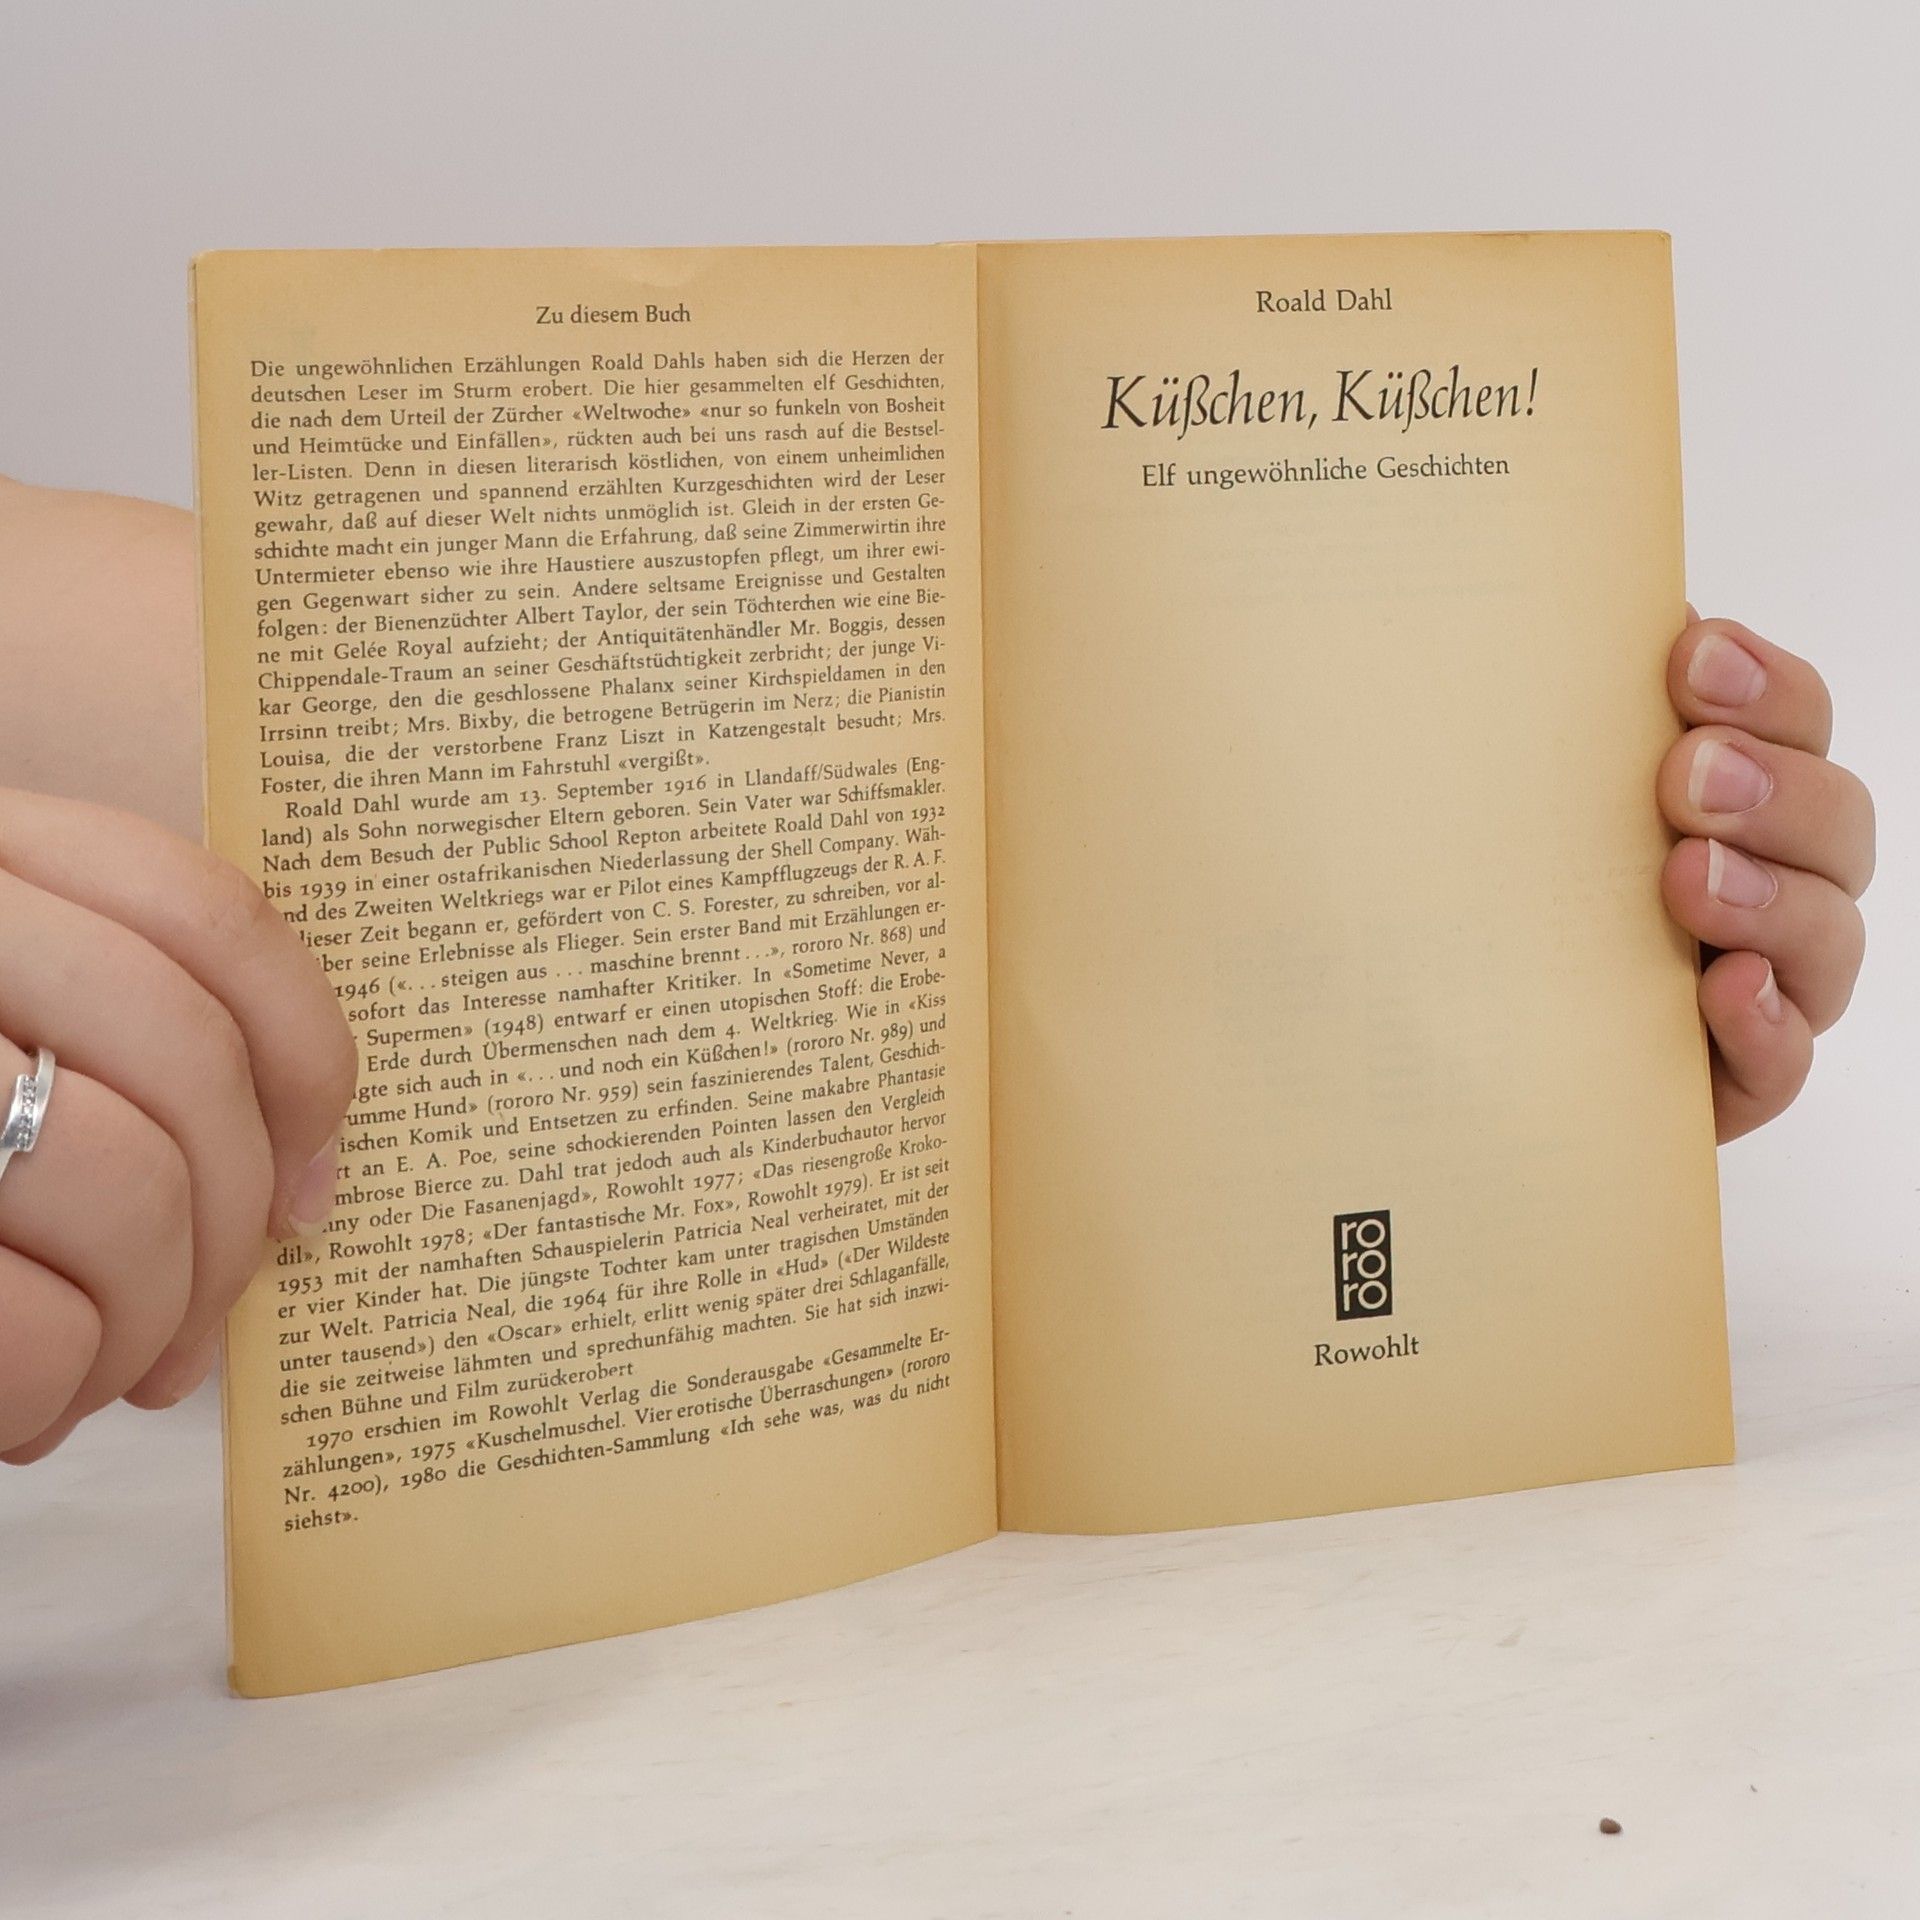 Zu diesem Buch
Die ungewöhnlichen Erzählungen Roald Dahls haben sich die Herzen der
deutschen Leser im Sturm erobert. Die hier gesammelten elf Geschichten,
die nach dem Urteil der Zürcher «Weltwoche» «nur so funkeln von Bosheit
und Heimtücke und Einfällen», rückten auch bei uns rasch auf die Bestsel-
ler-Listen. Denn in diesen literarisch köstlichen, von einem unheimlichen
Witz getragenen und spannend erzählten Kurzgeschichten wird der Leser
gewahr, daß auf dieser Welt nichts unmöglich ist. Gleich in der ersten Ge-
schichte macht ein junger Mann die Erfahrung, daß seine Zimmerwirtin ihre
Untermieter ebenso wie ihre Haustiere auszustopfen pflegt, um ihrer ewi-
gen Gegenwart sicher zu sein. Andere seltsame Ereignisse und Gestalten
folgen: der Bienenzüchter Albert Taylor, der sein Töchterchen wie eine Bie-
ne mit Gelée Royal aufzieht; der Antiquitätenhändler Mr. Boggis, dessen
Chippendale-Traum an seiner Geschäftstüchtigkeit zerbricht; der junge Vi-
kar George, den die geschlossene Phalanx seiner Kirchspieldamen in den
Irrsinn treibt; Mrs. Bixby, die betrogene Betrügerin im Nerz; die Pianistin
Louisa, die der verstorbene Franz Liszt in Katzengestalt besucht; Mrs.
Foster, die ihren Mann im Fahrstuhl «vergißt».
Roald Dahl wurde am 13. September 1916 in Llandaff/Südwales (Eng-
land) als Sohn norwegischer Eltern geboren. Sein Vater war Schiffsmakler.
Nach dem Besuch der Public School Repton arbeitete Roald Dahl von 1932
bis 1939 in einer ostafrikanischen Niederlassung der Shell Company. Wäh-
nd des Zweiten Weltkriegs war er Pilot eines Kampfflugzeugs der R. A. F.
dieser Zeit begann er, gefördert von C. S. Forester, zu schreiben, vor al-
ber seine Erlebnisse als Flieger. Sein erster Band mit Erzählungen er-
1946 («. . . steigen aus . . . maschine brennt . . .», rororo Nr. 868) und
sofort das Interesse namhafter Kritiker. In «Sometime Never, a
Supermen» (1948) entwarf er einen utopischen Stoff: die Erobe-
Erde durch Übermenschen nach dem 4. Weltkrieg. Wie in «Kiss
igte sich auch in «. . . und noch ein Küßchen!» (rororo Nr. 989) und
umme Hund» (rororo Nr. 959) sein faszinierendes Talent, Geschich-
ischen Komik und Entsetzen zu erfinden. Seine makabre Phantasie
rt an E. A. Poe, seine schockierenden Pointen lassen den Vergleich
mbrose Bierce zu. Dahl trat jedoch auch als Kinderbuchautor hervor
nny oder Die Fasanenjagd», Rowohlt 1977; «Das riesengroße Kroko-
dil», Rowohlt 1978; «Der fantastische Mr. Fox», Rowohlt 1979). Er ist seit
1953 mit der namhaften Schauspielerin Patricia Neal verheiratet, mit der
er vier Kinder hat. Die jüngste Tochter kam unter tragischen Umständen
zur Welt. Patricia Neal, die 1964 für ihre Rolle in «Hud» («Der Wildeste
unter tausend») den «Oscar» erhielt, erlitt wenig später drei Schlaganfälle,
die sie zeitweise lähmten und sprechunfähig machten. Sie hat sich inzwi-
schen Bühne und Film zurückerobert
1970 erschien im Rowohlt Verlag die Sonderausgabe «Gesammelte Er-
zählungen», 1975 «Kuschelmuschel. Vier erotische Überraschungen» (rororo
Nr. 4200), 1980 die Geschichten-Sammlung «Ich sehe was, was du nicht
siehst».
Roald Dahl
Küßchen, Küßchen!
Elf ungewöhnliche Geschichten
ro
ro
ro
Rowohlt